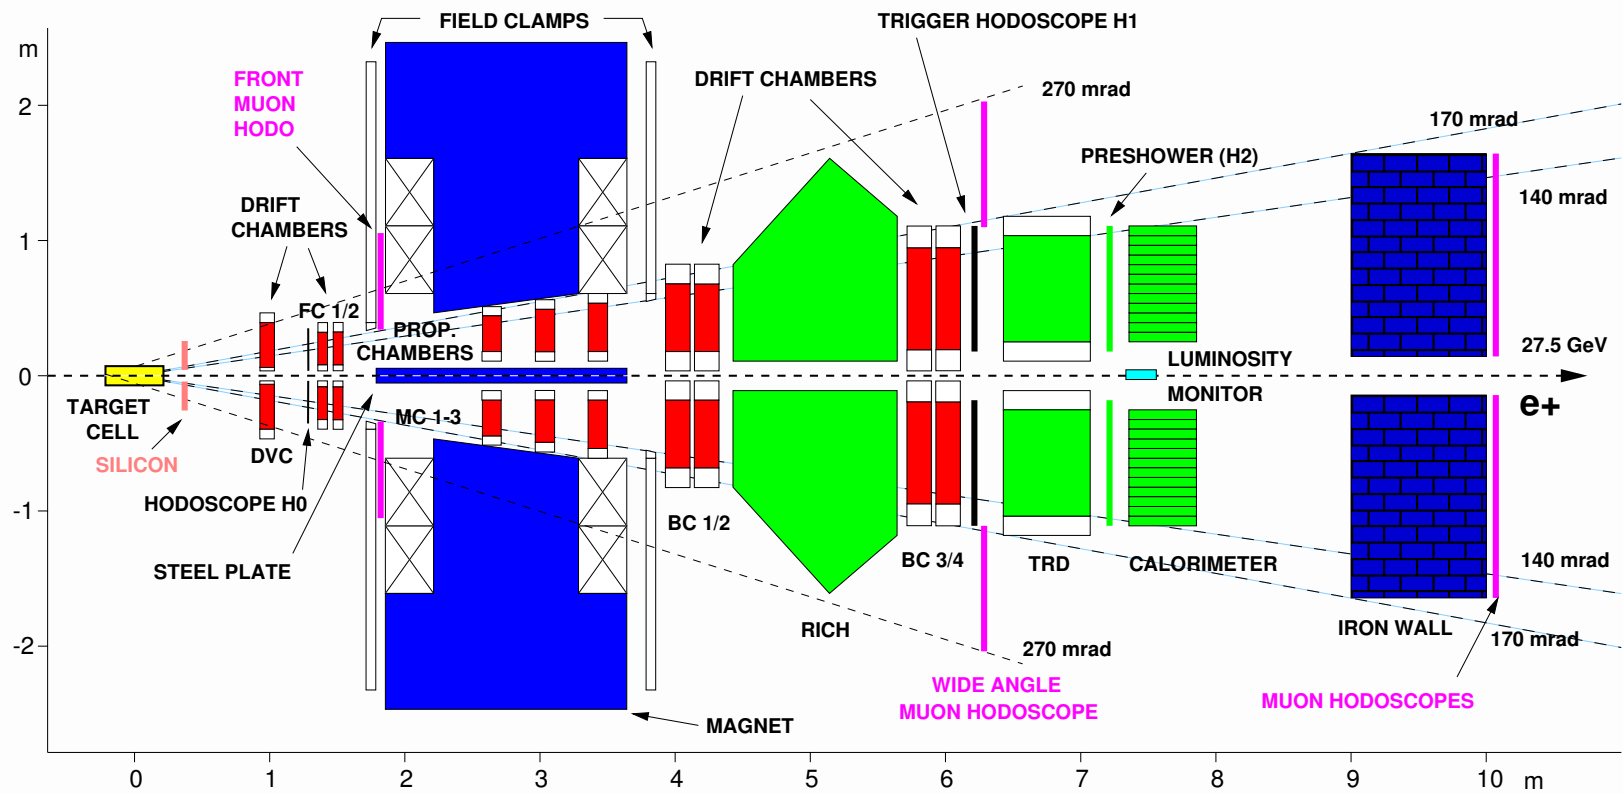 FIELD CLAMPS
TRIGGER HODOSCOPE H1
m
FRONT
MUON
HODO
DRIFT CHAMBERS
270 mrad
2
170 mrad
PRESHOWER (H2)
140 mrad
DRIFT
CHAMBERS
1
FC 1/2
PROP.
CHAMBERS
27.5 GeV
LUMINOSITY
MONITOR
0
e+
TARGET
CELL
MC 1-3
SILICON
DVC
HODOSCOPE H0
-1
BC 1/2
BC 3/4
TRD
CALORIMETER
140 mrad
STEEL PLATE
RICH
IRON WALL
170 mrad
-2
270 mrad
WIDE ANGLE
MUON HODOSCOPE
MUON HODOSCOPES
MAGNET
0 1 2 3 4 5 6 7 8 9 10 m